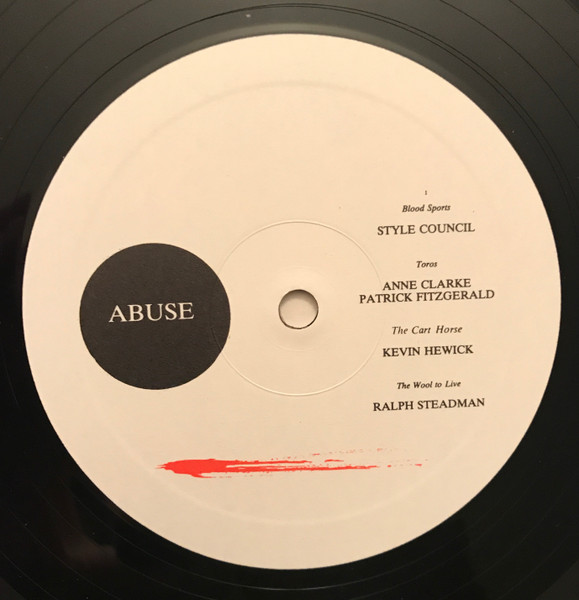 ABUSE
1
Blood Sports
STYLE COUNCIL
Toros
ANNE CLARKE
PATRICK FITZGERALD
The Cart Horse
KEVIN HEWICK
The Wool to Live
RALPH STEADMAN